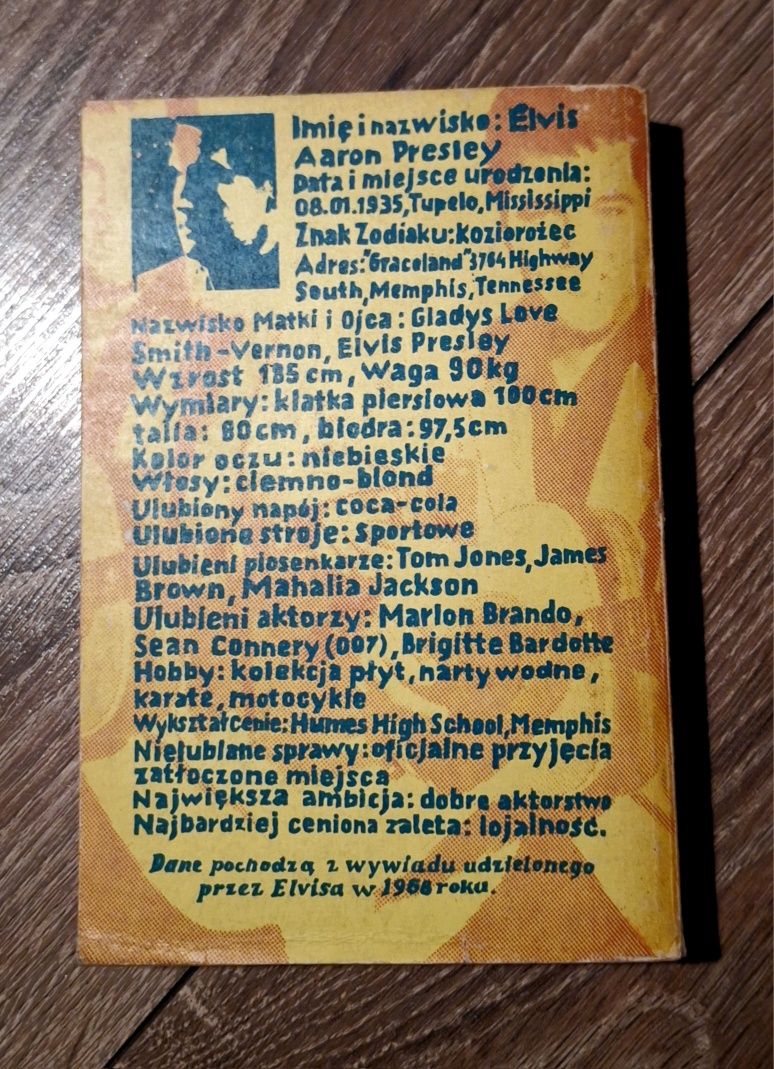 Imię i nazwisko: Elvis
Aaron Presley
Data i miejsce urodzenia:
08.01.1935, Tupelo, Mississippi
Znak Zodiaku: Koziorożec
Adres: "Graceland" 3764 Highway
South, Memphis, Tennessee
Nazwisko Matki i Ojca: Gladys Love
Smith-Vernon, Elvis Presley
Wzrost 185 cm, Waga 90 kg
Wymiary: klatka piersiowa 100 cm
talia: 80 cm, biodra: 97,5 cm
Kolor oczu: niebieskie
Włosy: ciemno-blond
Ulubiony napój: coca-cola
Ulubione stroje: sportowe
Ulubieni piosenkarze: Tom Jones, James
Brown, Mahalia Jackson
Ulubieni aktorzy: Marlon Brando,
Sean Connery (007), Brigitte Bardotte
Hobby: kolekcja płyt, narty wodne,
karate, motocykle
Wykształcenie: Humes High School, Memphis
Nielubiane sprawy: oficjalne przyjęcia
zatłoczone miejsca
Największa ambicja: dobre aktorstwo
Najbardziej ceniona zaleta: lojalność.
Dane pochodzą z wywiadu udzielonego
przez Elvisa w 1968 roku.